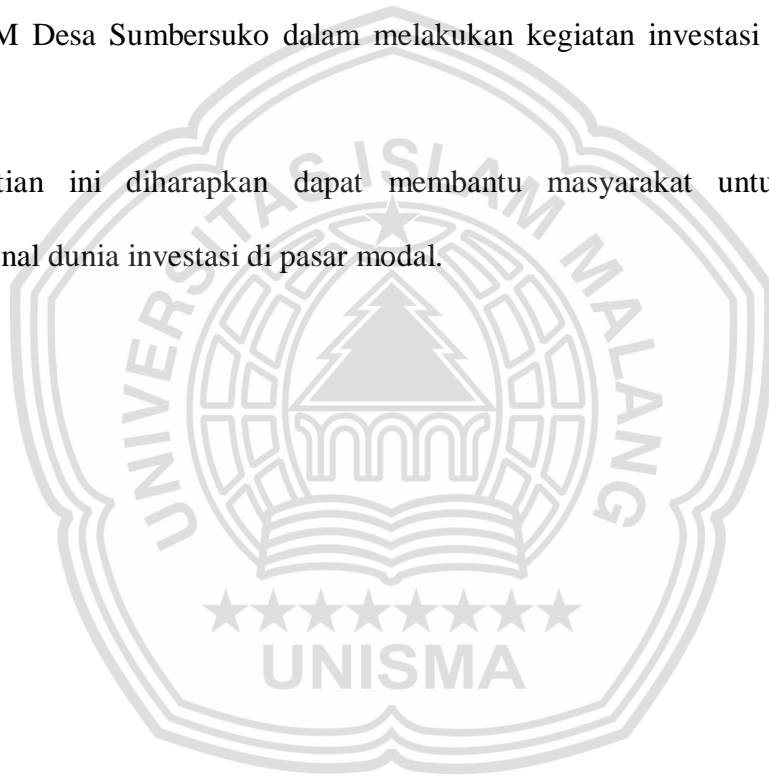 M Desa Sumbersuko dalam melakukan kegiatan investasi
tian ini diharapkan dapat membantu masyarakat untu
nal dunia investasi di pasar modal.
UNIVERSITAS ISLAM MALANG
UNISMA